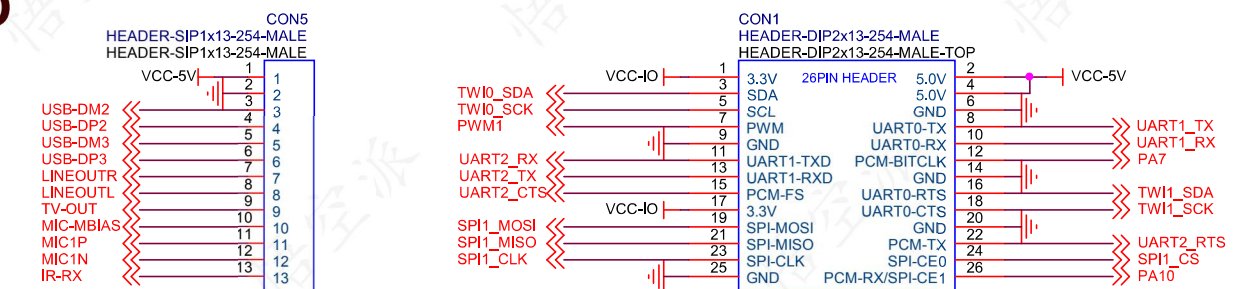 CON5
HEADER-SIP1x13-254-MALE
HEADER-SIP1x13-254-MALE
VCC-5V 1 1
2 2
USB-DM2 3 3
USB-DP2 4 4
USB-DM3 5 5
USB-DP3 6 6
LINEOUTR 7 7
LINEOUTL 8 8
TV-OUT 9 9
MIC-MBIAS 10 10
MIC1P 11 11
MIC1N 12 12
IR-RX 13 13
CON1
HEADER-DIP2x13-254-MALE
HEADER-DIP2x13-254-MALE-TOP
26PIN HEADER
VCC-IO 1 3.3V 5.0V 2 VCC-5V
TWI0_SDA 3 SDA 5.0V 4
TWI0_SCK 5 SCL GND 6
PWM1 7 PWM UART0-TX 8 UART1_TX
9 GND UART0-RX 10 UART1_RX
UART2_RX 11 UART1-TXD PCM-BITCLK 12 PA7
UART2_TX 13 UART1-RXD GND 14
UART2_CTS 15 PCM-FS UART0-RTS 16 TWI1_SDA
VCC-IO 17 3.3V UART0-CTS 18 TWI1_SCK
SPI1_MOSI 19 SPI-MOSI GND 20
SPI1_MISO 21 SPI-MISO PCM-TX 22 UART2_RTS
SPI1_CLK 23 SPI-CLK SPI-CE0 24 SPI1_CS
25 GND PCM-RX/SPI-CE1 26 PA10